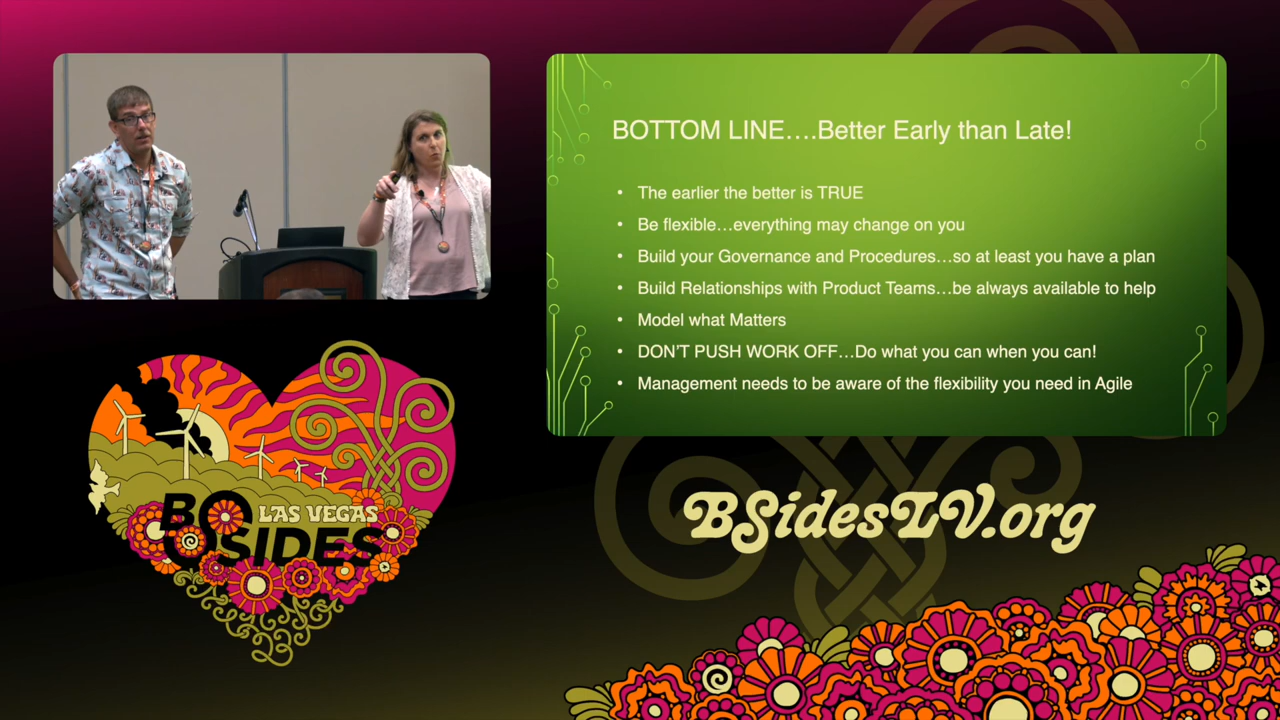 BOTTOM LINE….Better Early than Late!
• The earlier the better is TRUE
• Be flexible…everything may change on you
• Build your Governance and Procedures…so at least you have a plan
• Build Relationships with Product Teams…be always available to help
• Model what Matters
• DON'T PUSH WORK OFF…Do what you can when you can!
• Management needs to be aware of the flexibility you need in Agile
LAS VEGAS
BSIDES
BSidesLV.org